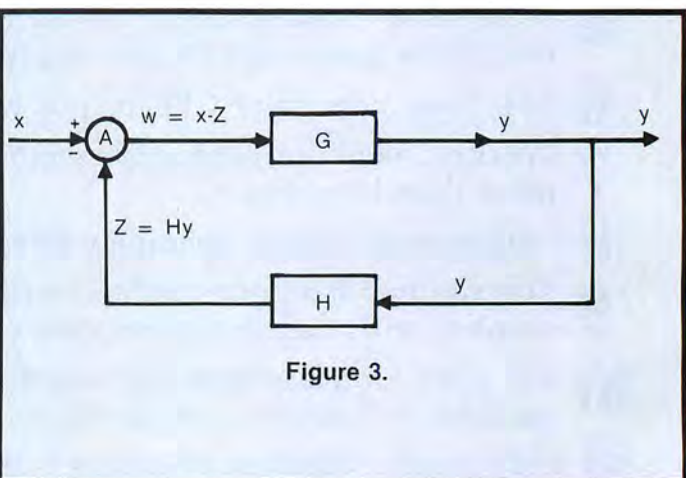 x
+
−
A
w = x-Z
G
y
y
Z = Hy
H
y
Figure 3.